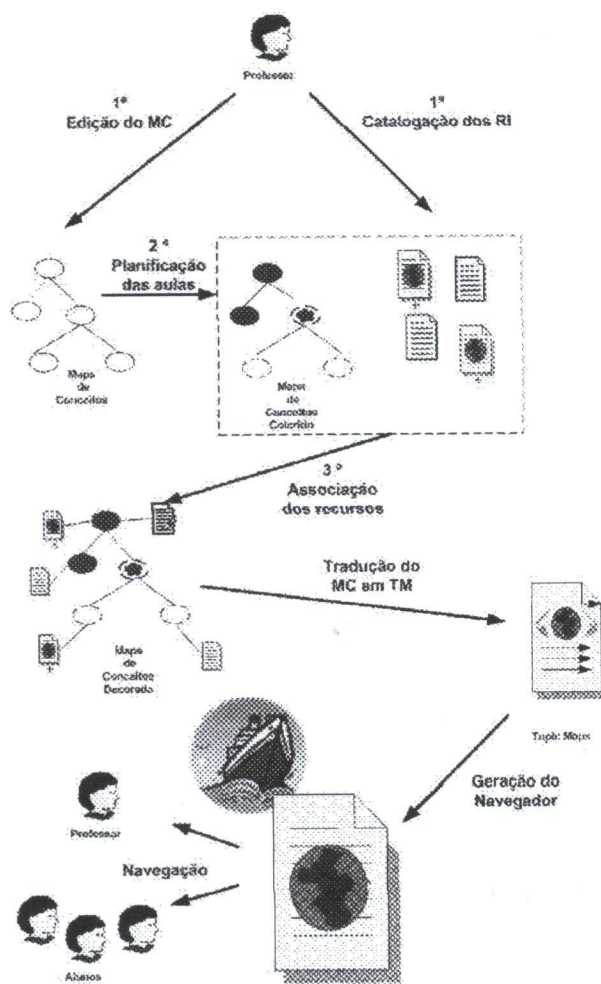 Professor
1º
Edição do MC
1º
Catalogação dos RI
2 º
Planificação
das aulas
Mapa
de
Conceitos
Mapa
de
Conceitos
Colorido
3 º
Associação
dos recursos
Tradução do
MC em TM
Mapa
de
Conceitos
Decorado
Topic Maps
Geração do
Navegador
Professor
Navegação
Alunos